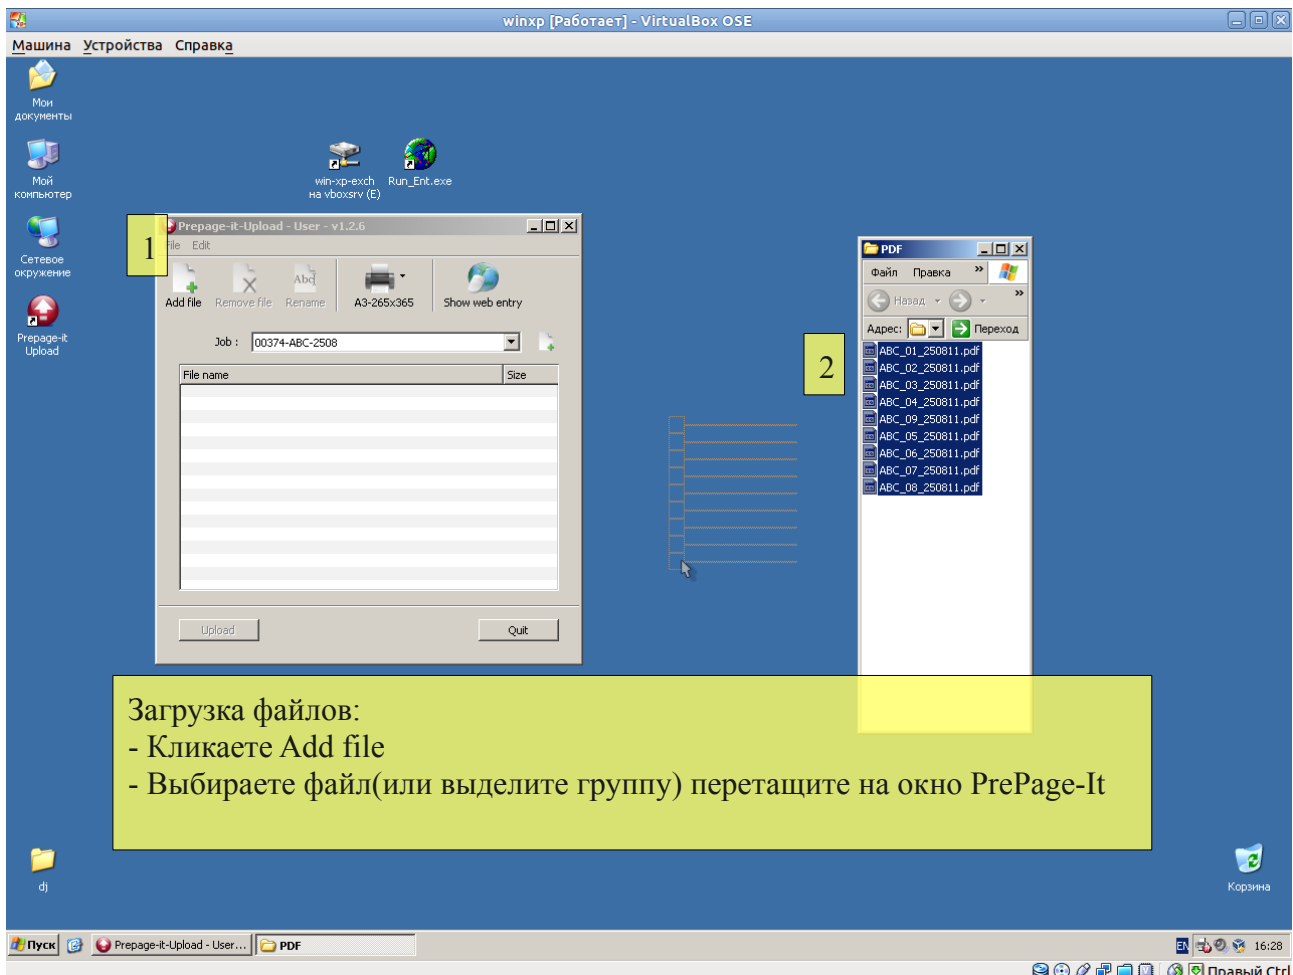 winxp [Работает] - VirtualBox OSE
Машина Устройства Справка
Мои
документы
Мой
компьютер
win-xp-exch
на vboxsrv (E)
Run_Ent.exe
Сетевое
окружение
Prepage-it
Upload
1
Prepage-it-Upload - User - v1.2.6
File Edit
Add file
Remove file
Abc
Rename
A3-265x365
Show web entry
Job :
00374-ABC-2508
File name
Size
Upload
Quit
PDF
Файл Правка »
Назад »
Адрес: Переход
2
ABC_01_250811.pdf
ABC_02_250811.pdf
ABC_03_250811.pdf
ABC_04_250811.pdf
ABC_09_250811.pdf
ABC_05_250811.pdf
ABC_06_250811.pdf
ABC_07_250811.pdf
ABC_08_250811.pdf
Загрузка файлов:
- Кликаете Add file
- Выбираете файл(или выделите группу) перетащите на окно PrePage-It
dj
Корзина
Пуск
Prepage-it-Upload - User...
PDF
EN
16:28
Правый Ctrl